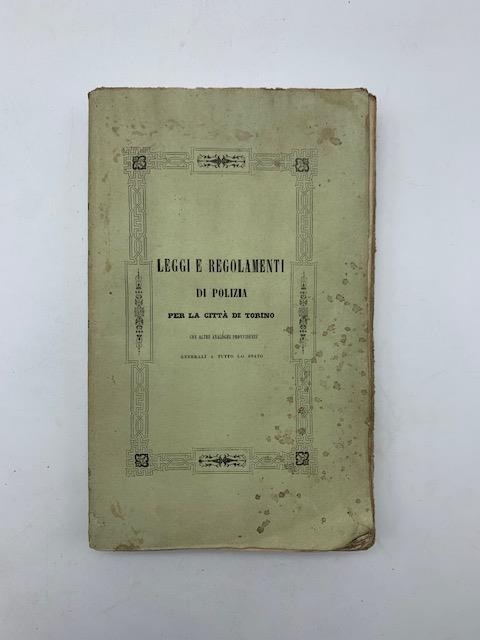 LEGGI E REGOLAMENTI
DI POLIZIA
PER LA CITTÀ DI TORINO
CON ALTRI ANALOGHI PROVVEDIMENTI
GENERALI A TUTTO LO STATO